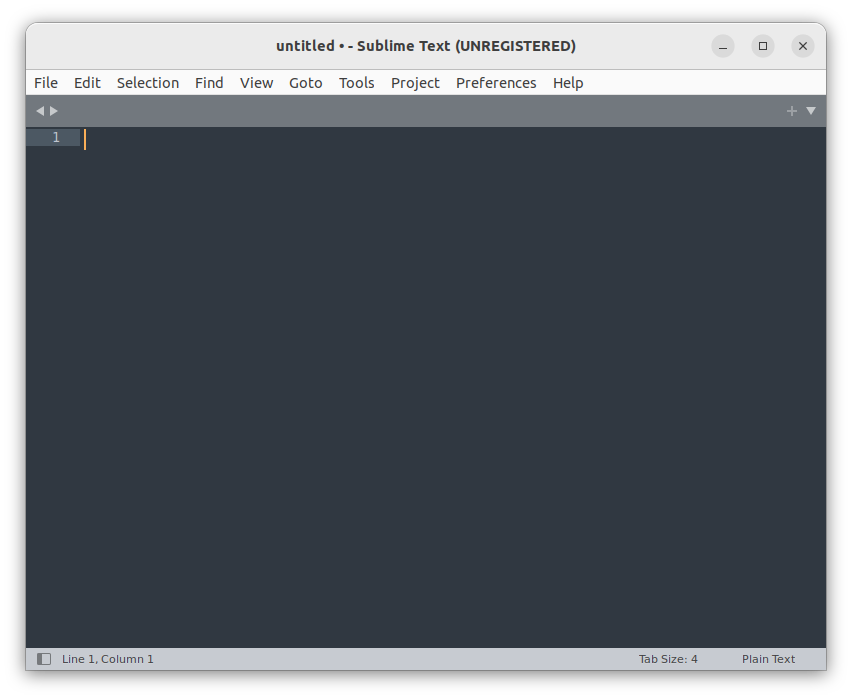 untitled • - Sublime Text (UNREGISTERED)
File Edit Selection Find View Goto Tools Project Preferences Help
1
Line 1, Column 1 Tab Size: 4 Plain Text